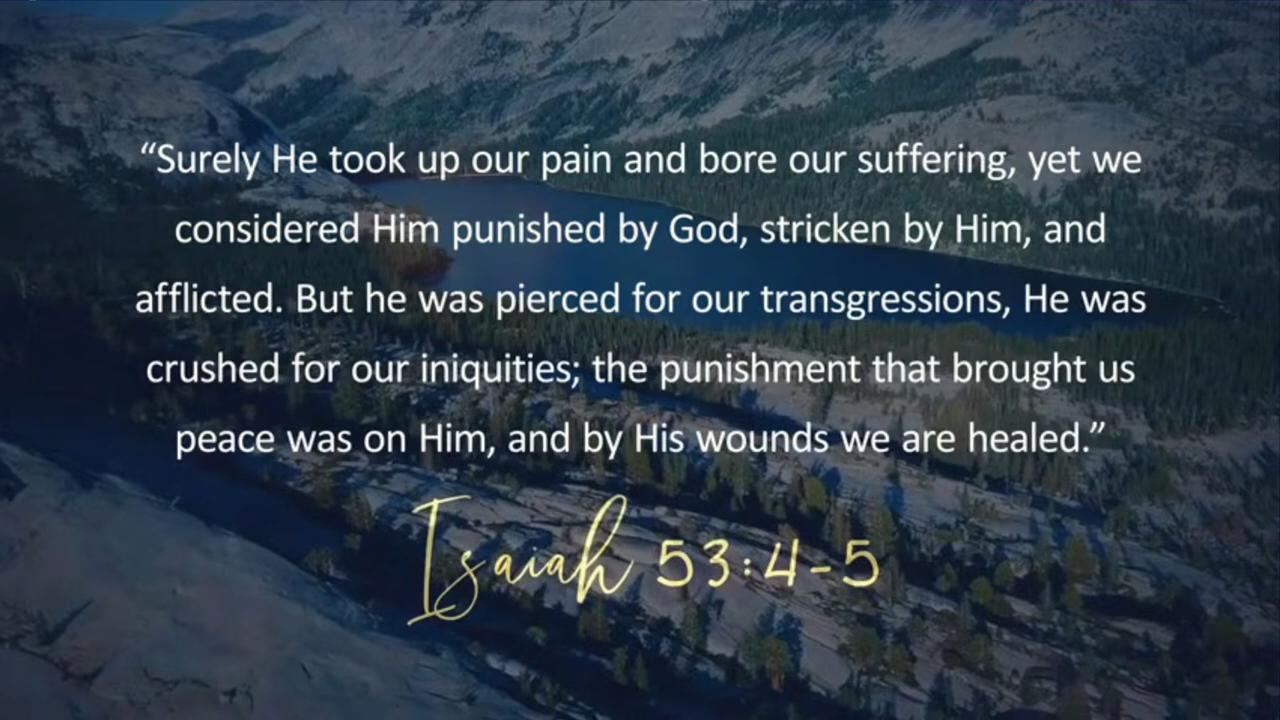 “Surely He took up our pain and bore our suffering, yet we
considered Him punished by God, stricken by Him, and
afflicted. But he was pierced for our transgressions, He was
crushed for our iniquities; the punishment that brought us
peace was on Him, and by His wounds we are healed.”
Isaiah 53:4-5